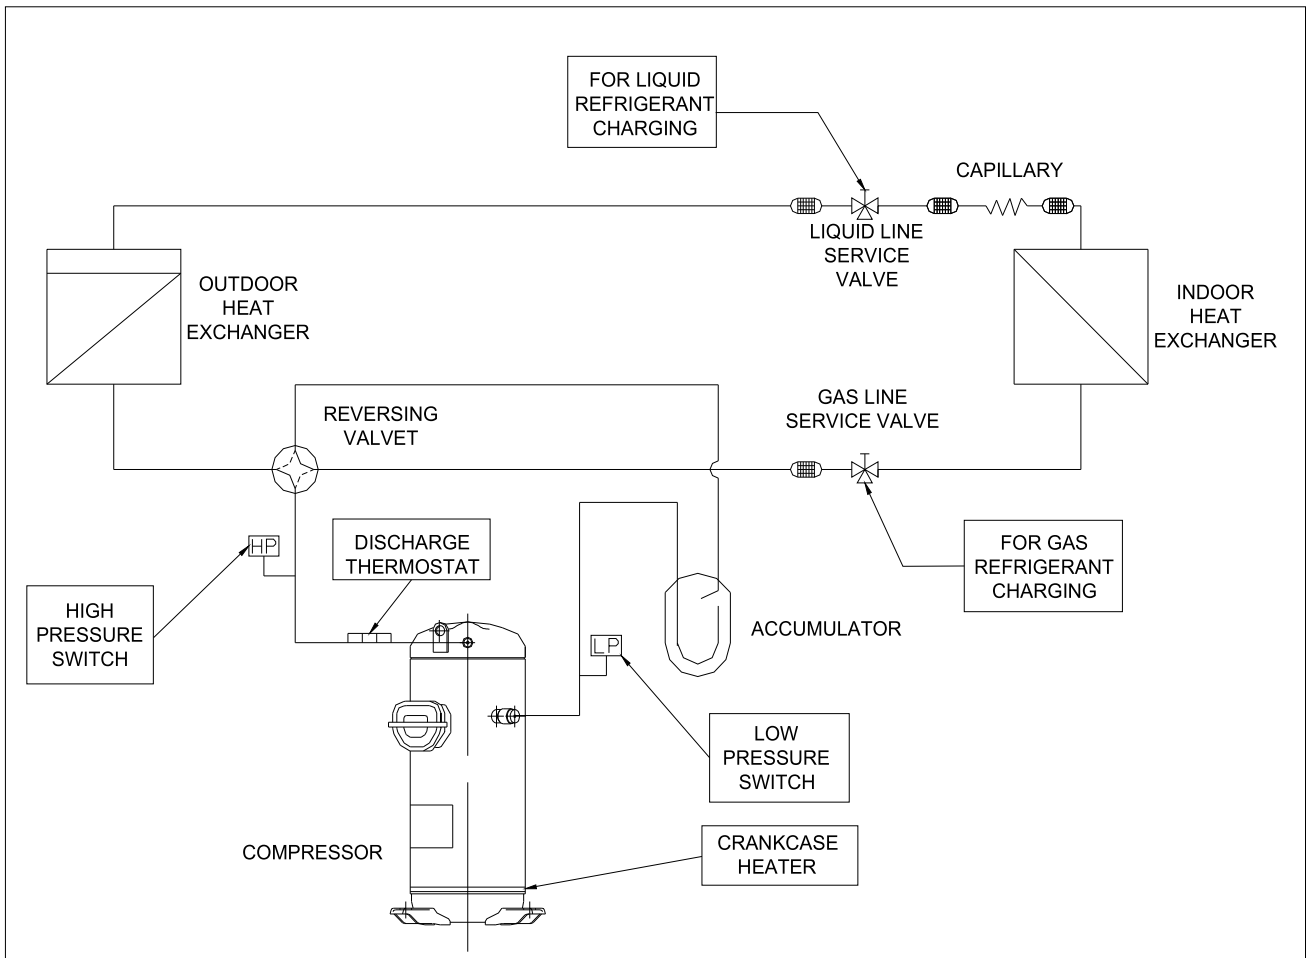 FOR LIQUID
REFRIGERANT
CHARGING
CAPILLARY
LIQUID LINE
SERVICE
VALVE
OUTDOOR
HEAT
EXCHANGER
INDOOR
HEAT
EXCHANGER
REVERSING
VALVET
GAS LINE
SERVICE VALVE
HP
DISCHARGE
THERMOSTAT
FOR GAS
REFRIGERANT
CHARGING
HIGH
PRESSURE
SWITCH
LP
ACCUMULATOR
LOW
PRESSURE
SWITCH
COMPRESSOR
CRANKCASE
HEATER